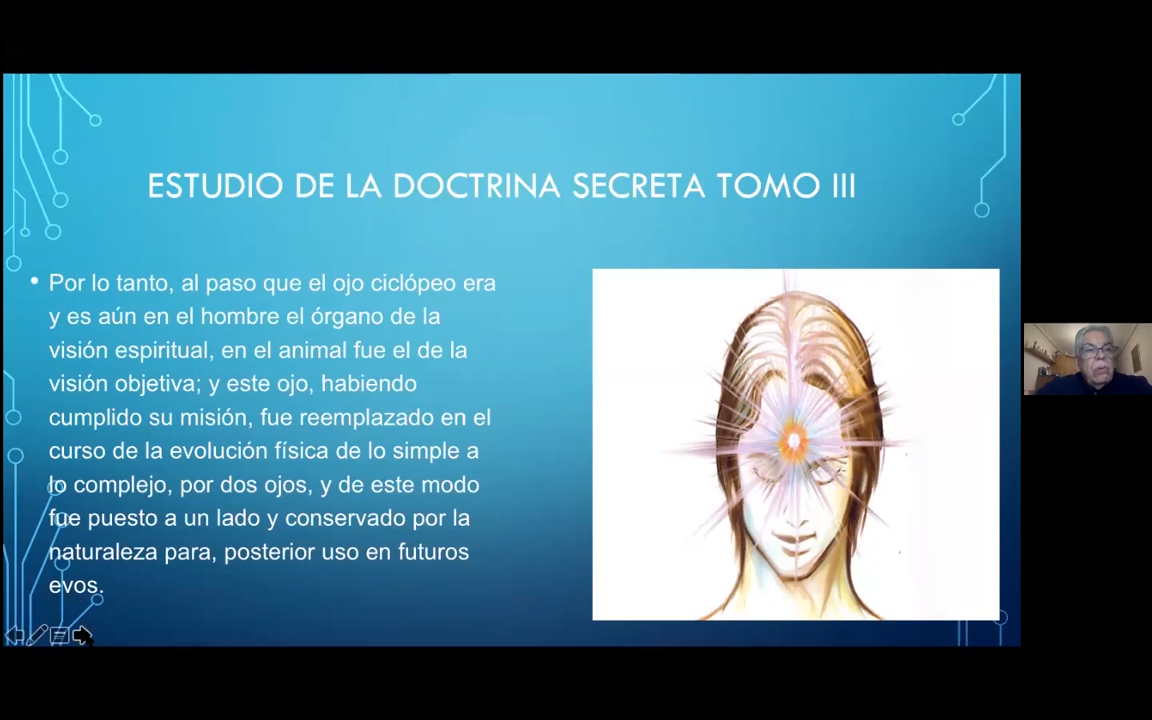 ESTUDIO DE LA DOCTRINA SECRETA TOMO III
• Por lo tanto, al paso que el ojo ciclópeo era
y es aún en el hombre el órgano de la
visión espiritual, en el animal fue el de la
visión objetiva; y este ojo, habiendo
cumplido su misión, fue reemplazado en el
curso de la evolución física de lo simple a
lo complejo, por dos ojos, y de este modo
fue puesto a un lado y conservado por la
naturaleza para, posterior uso en futuros
evos.